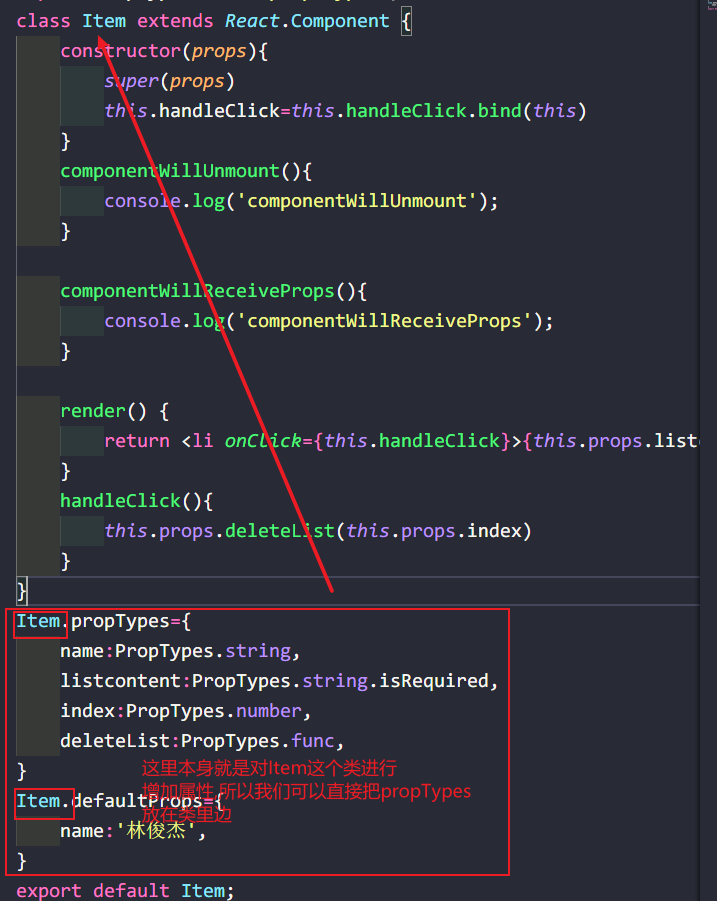 class Item extends React.Component {
constructor(props){
super(props)
this.handleClick=this.handleClick.bind(this)
}
componentWillUnmount(){
console.log('componentWillUnmount');
}
componentWillReceiveProps(){
console.log('componentWillReceiveProps');
}
render() {
return <li onClick={this.handleClick}>{this.props.listc
}
handleClick(){
this.props.deleteList(this.props.index)
}
}
Item.propTypes={
name:PropTypes.string,
listcontent:PropTypes.string.isRequired,
index:PropTypes.number,
deleteList:PropTypes.func,
}
这里本身就是对Item这个类进行
增加属性,所以我们可以直接把propTypes
放在类里边
Item.defaultProps={
name:'林俊杰',
}
export default Item;